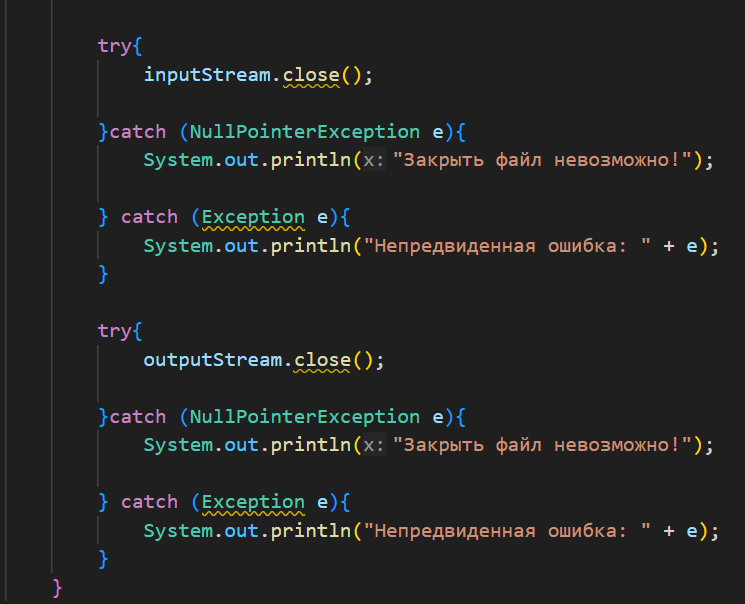 try{
inputStream.close();
}catch (NullPointerException e){
System.out.println(x: "Закрыть файл невозможно!");
} catch (Exception e){
System.out.println("Непредвиденная ошибка: " + e);
}
try{
outputStream.close();
}catch (NullPointerException e){
System.out.println(x: "Закрыть файл невозможно!");
} catch (Exception e){
System.out.println("Непредвиденная ошибка: " + e);
}
}